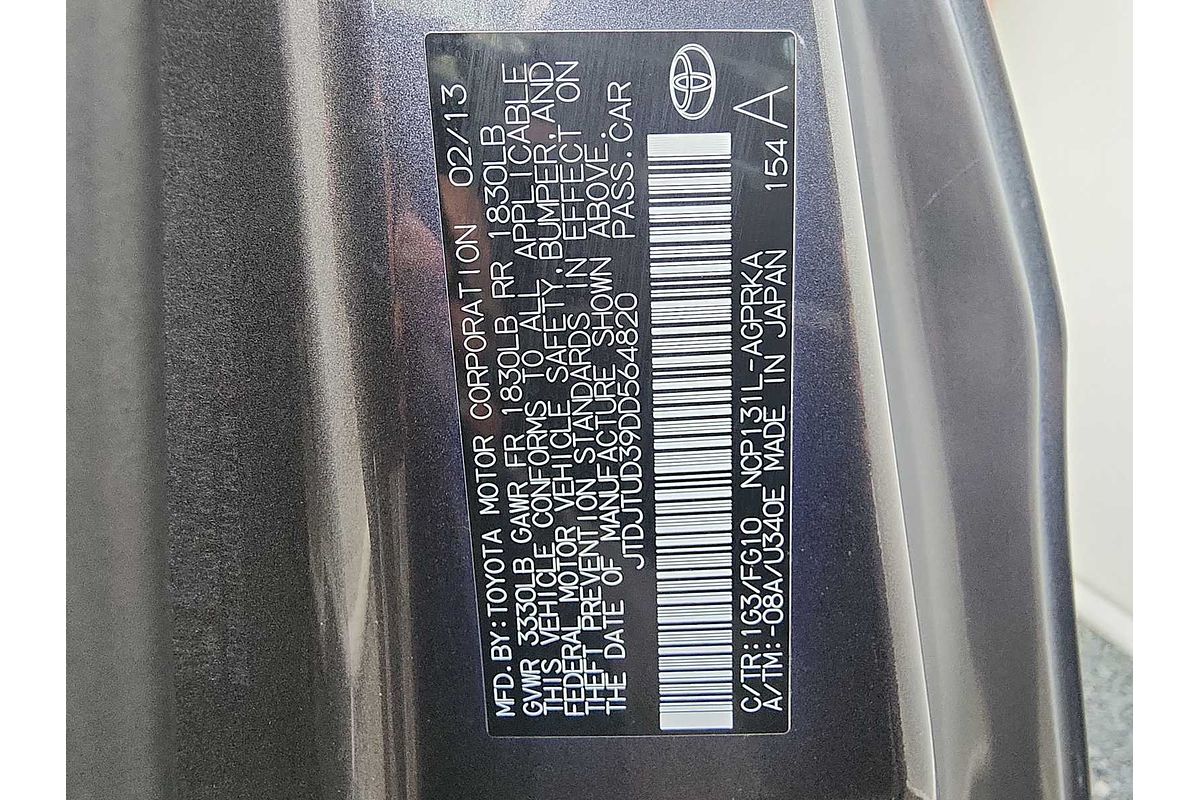 MFD.BY:TOYOTA MOTOR CORPORATION 02/13
GVWR 3330LB GAWR FR 1830LB RR 1830LB
THIS VEHICLE CONFORMS TO ALL APPLICABLE
FEDERAL MOTOR VEHICLE SAFETY, BUMPER, AND
THEFT PREVENTION STANDARDS IN EFFECT ON
THE DATE OF MANUFACTURE SHOWN ABOVE.
JTDJTUD39DD564820 PASS.CAR
C/TR:1G3/FG10 NCP131L-AGPRKA 154 A
A/TM:-08A/U340E MADE IN JAPAN